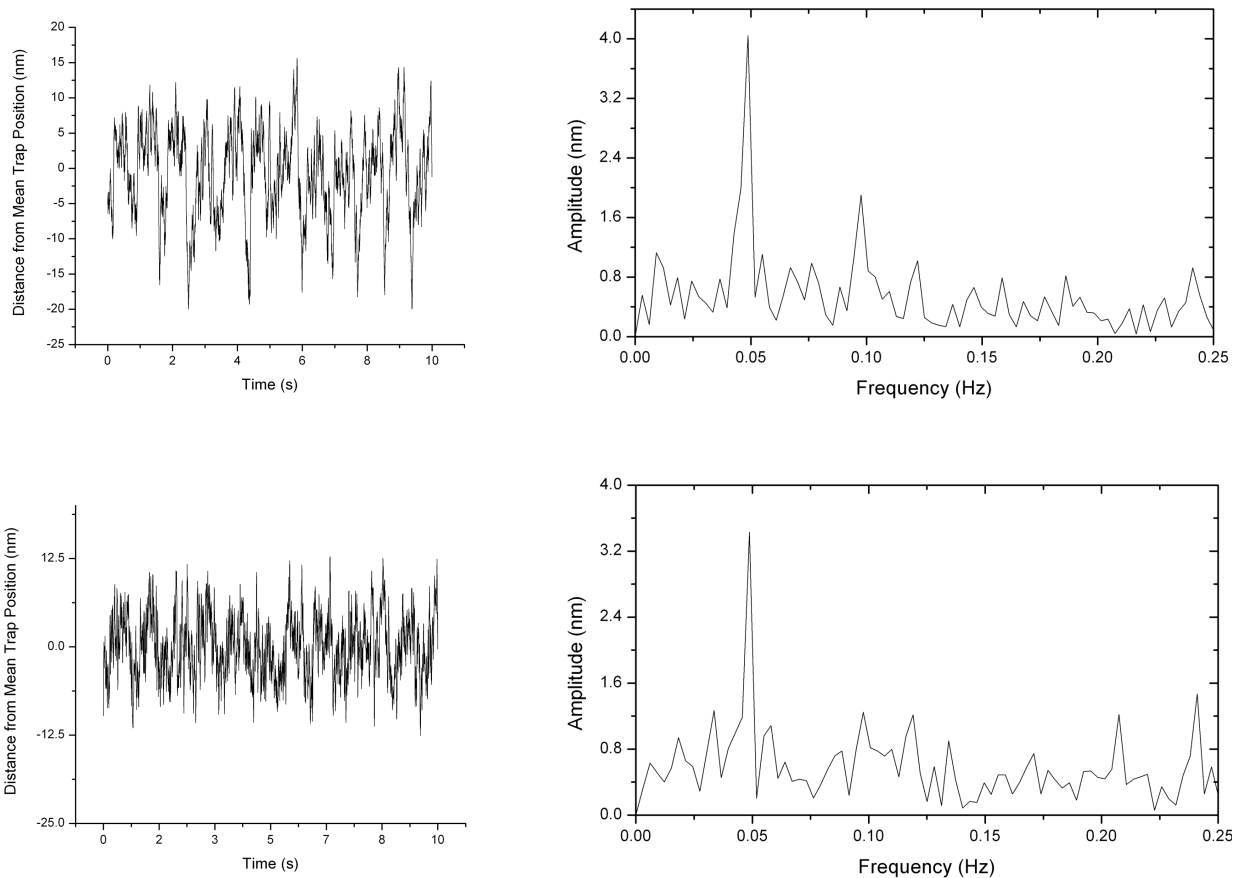 20
15
10
5
0
-5
-10
-15
-20
-25
Distance from Mean Trap Position (nm)
0 2 4 6 8 10
Time (s)
4.0
3.2
2.4
1.6
0.8
0.0
Amplitude (nm)
0.00 0.05 0.10 0.15 0.20 0.25
Frequency (Hz)
12.5
0.0
-12.5
-25.0
Distance from Mean Trap Position (nm)
0 2 3 5 7 8 10
Time (s)
4.0
3.2
2.4
1.6
0.8
0.0
Amplitude (nm)
0.00 0.05 0.10 0.15 0.20 0.25
Frequency (Hz)